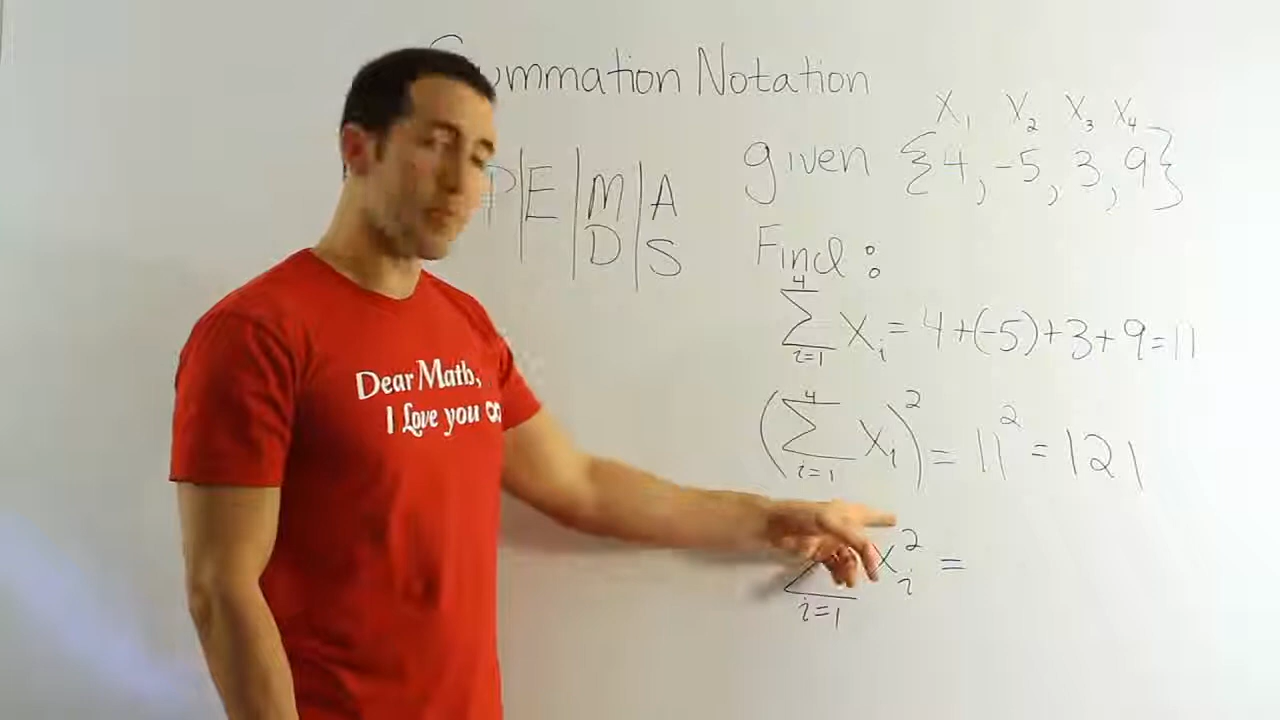 Summation Notation
X₁ X₂ X₃ X₄
given {4, -5, 3, 9}
P|E|M|A
D|S
Find:
4
∑ Xᵢ = 4+(-5)+3+9=11
i=1
4
(∑ Xᵢ)² = 11² = 121
i=1
∑ Xᵢ² =
i=1
Dear Math,
I Love you ∞